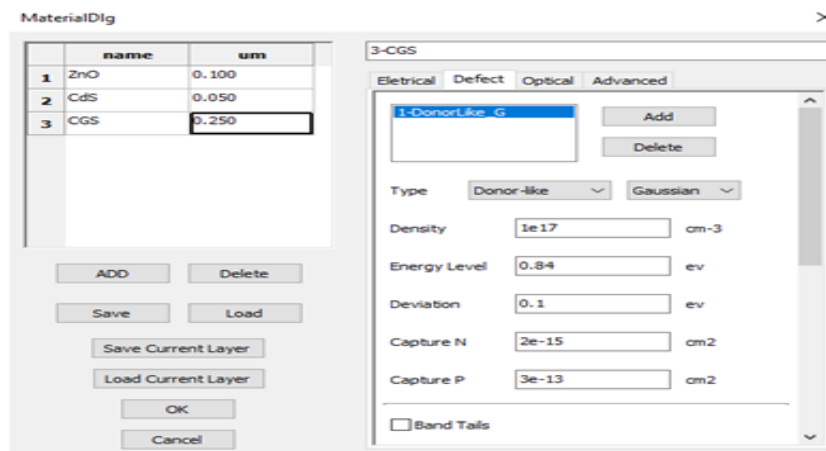 MaterialDlg
name um
1 ZnO 0.100
2 CdS 0.050
3 CGS 0.250
ADD Delete
Save Load
Save Current Layer
Load Current Layer
OK
Cancel
3-CGS
Eletrical Defect Optical Advanced
1-DonorLike_G
Add
Delete
Type Donor-like Gaussian
Density 1e17 cm-3
Energy Level 0.84 ev
Deviation 0.1 ev
Capture N 2e-15 cm2
Capture P 3e-13 cm2
Band Tails